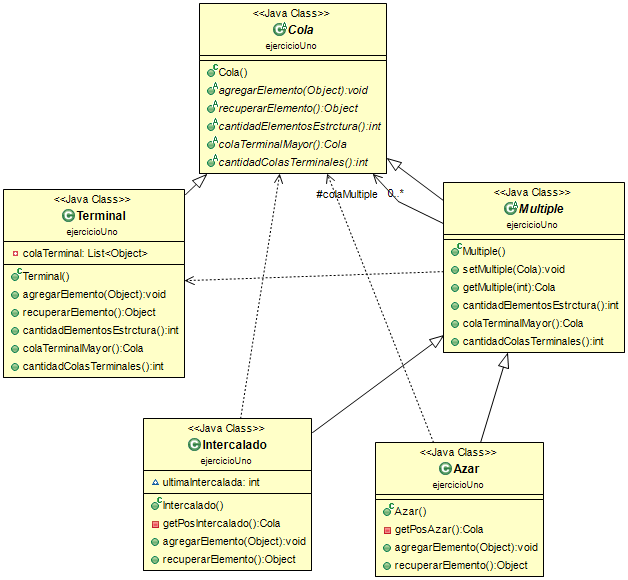 <<Java Class>>
Cola
ejercicioUno
Cola()
agregarElemento(Object):void
recuperarElemento():Object
cantidadElementosEstrctura():int
colaTerminalMayor():Cola
cantidadColasTerminales():int
#colaMultiple 0..*
<<Java Class>>
Terminal
ejercicioUno
colaTerminal: List<Object>
Terminal()
agregarElemento(Object):void
recuperarElemento():Object
cantidadElementosEstrctura():int
colaTerminalMayor():Cola
cantidadColasTerminales():int
<<Java Class>>
Multiple
ejercicioUno
Multiple()
setMultiple(Cola):void
getMultiple(int):Cola
cantidadElementosEstrctura():int
colaTerminalMayor():Cola
cantidadColasTerminales():int
<<Java Class>>
Intercalado
ejercicioUno
ultimaIntercalada: int
Intercalado()
getPosIntercalado():Cola
agregarElemento(Object):void
recuperarElemento():Object
<<Java Class>>
Azar
ejercicioUno
Azar()
getPosAzar():Cola
agregarElemento(Object):void
recuperarElemento():Object